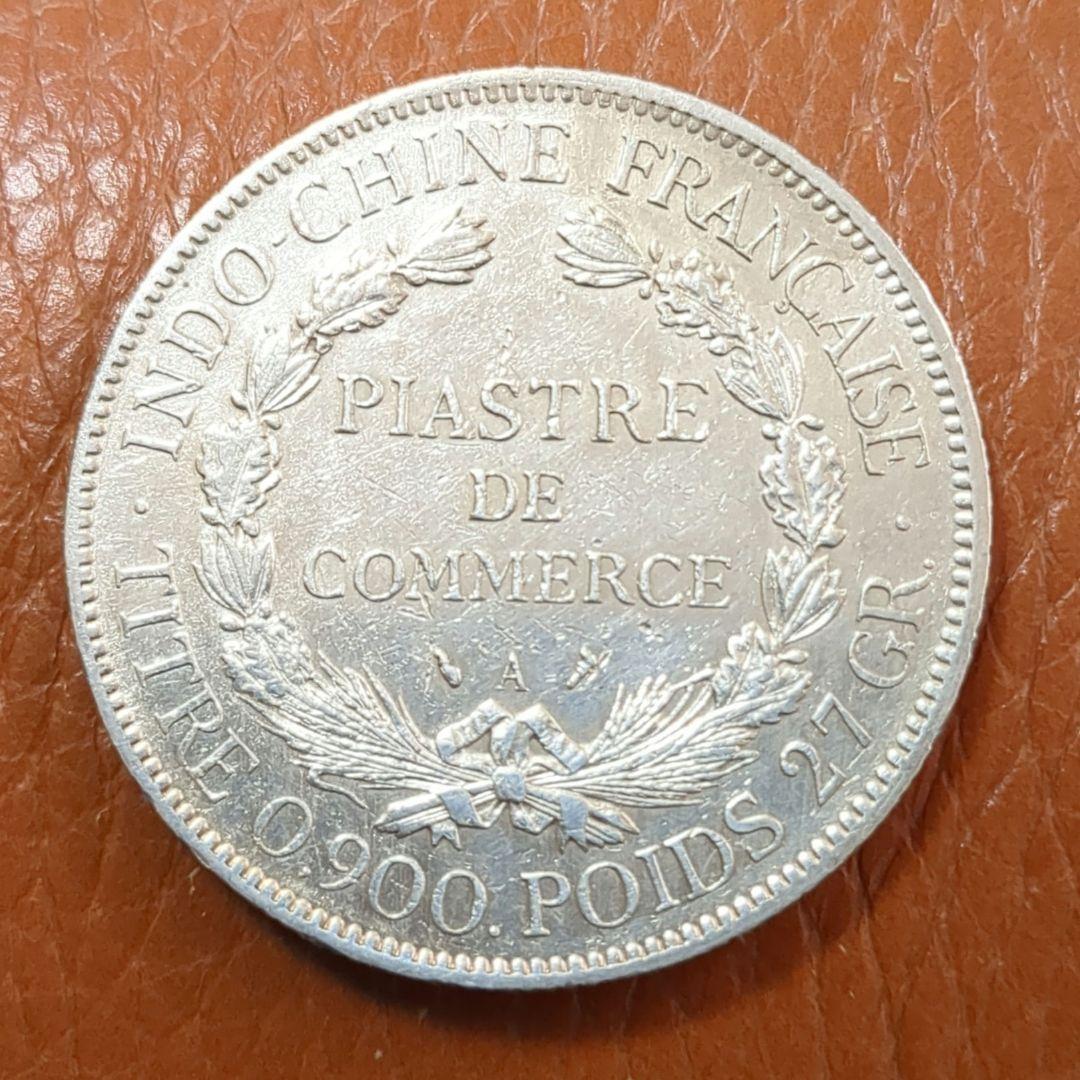 INDO-CHINE FRANÇAISE
PIASTRE
DE
COMMERCE
A
· TITRE 0.900. POIDS 27 GR. ·